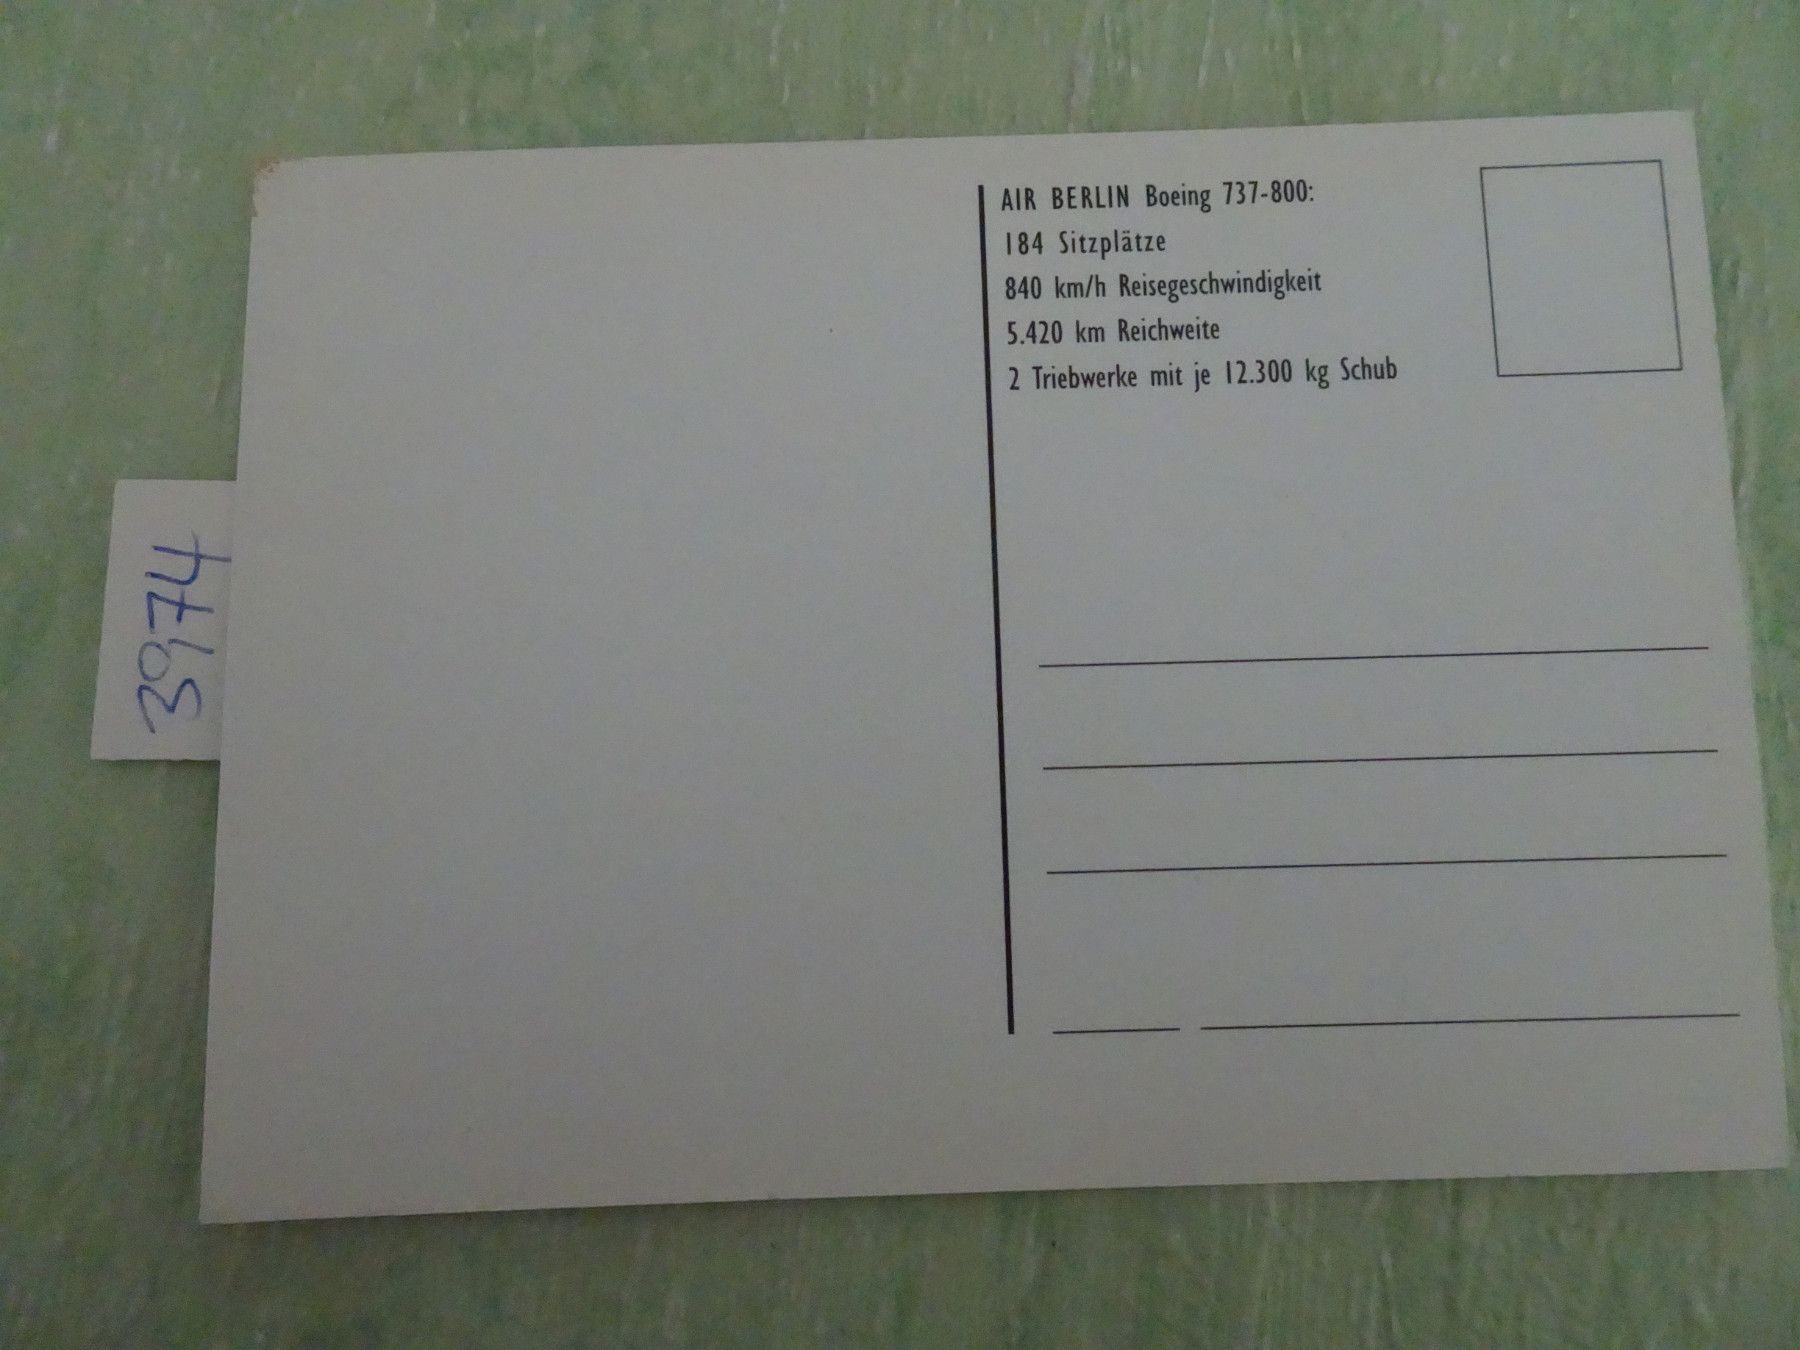 AIR BERLIN Boeing 737-800:
184 Sitzplätze
840 km/h Reisegeschwindigkeit
5.420 km Reichweite
2 Triebwerke mit je 12.300 kg Schub
3974